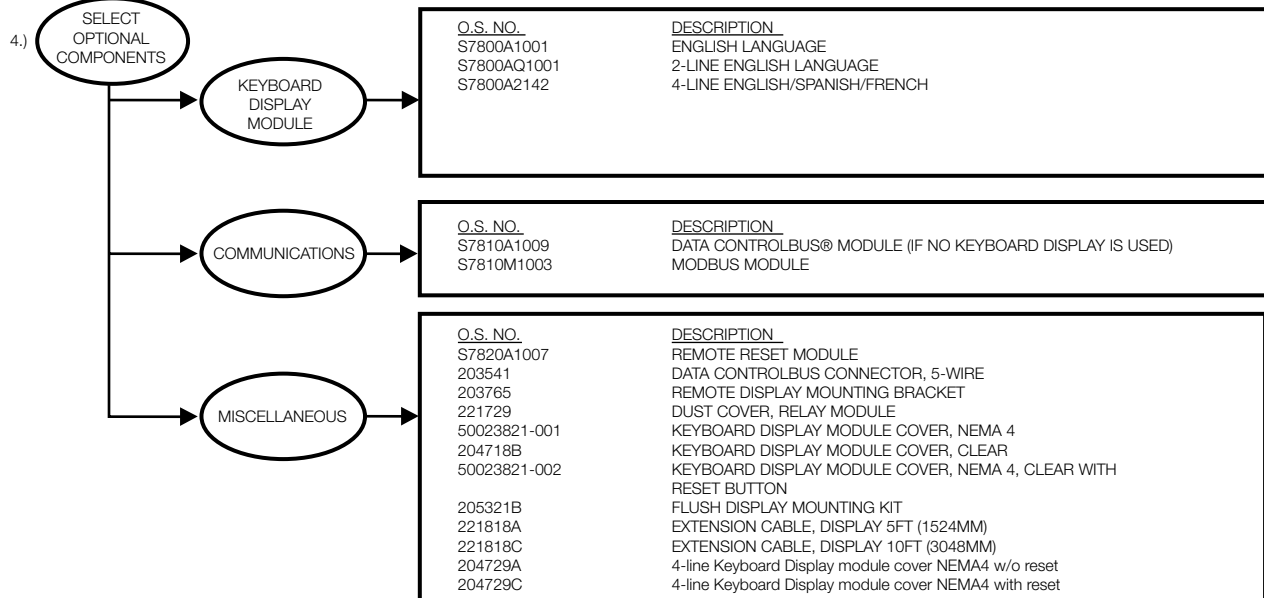 4.)
SELECT
OPTIONAL
COMPONENTS
KEYBOARD
DISPLAY
MODULE
O.S. NO. DESCRIPTION
S7800A1001 ENGLISH LANGUAGE
S7800AQ1001 2-LINE ENGLISH LANGUAGE
S7800A2142 4-LINE ENGLISH/SPANISH/FRENCH
COMMUNICATIONS
O.S. NO. DESCRIPTION
S7810A1009 DATA CONTROLBUS® MODULE (IF NO KEYBOARD DISPLAY IS USED)
S7810M1003 MODBUS MODULE
MISCELLANEOUS
O.S. NO. DESCRIPTION
S7820A1007 REMOTE RESET MODULE
203541 DATA CONTROLBUS CONNECTOR, 5-WIRE
203765 REMOTE DISPLAY MOUNTING BRACKET
221729 DUST COVER, RELAY MODULE
50023821-001 KEYBOARD DISPLAY MODULE COVER, NEMA 4
204718B KEYBOARD DISPLAY MODULE COVER, CLEAR
50023821-002 KEYBOARD DISPLAY MODULE COVER, NEMA 4, CLEAR WITH
RESET BUTTON
205321B FLUSH DISPLAY MOUNTING KIT
221818A EXTENSION CABLE, DISPLAY 5FT (1524MM)
221818C EXTENSION CABLE, DISPLAY 10FT (3048MM)
204729A 4-line Keyboard Display module cover NEMA4 w/o reset
204729C 4-line Keyboard Display module cover NEMA4 with reset